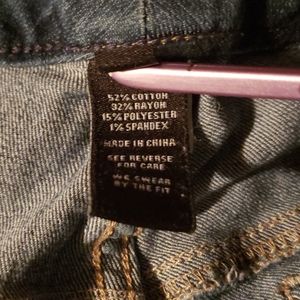 52% COTTON
32% RAYON
15% POLYESTER
1% SPANDEX
MADE IN CHINA
SEE REVERSE
FOR CARE
WE SWEAR
BY THE FIT